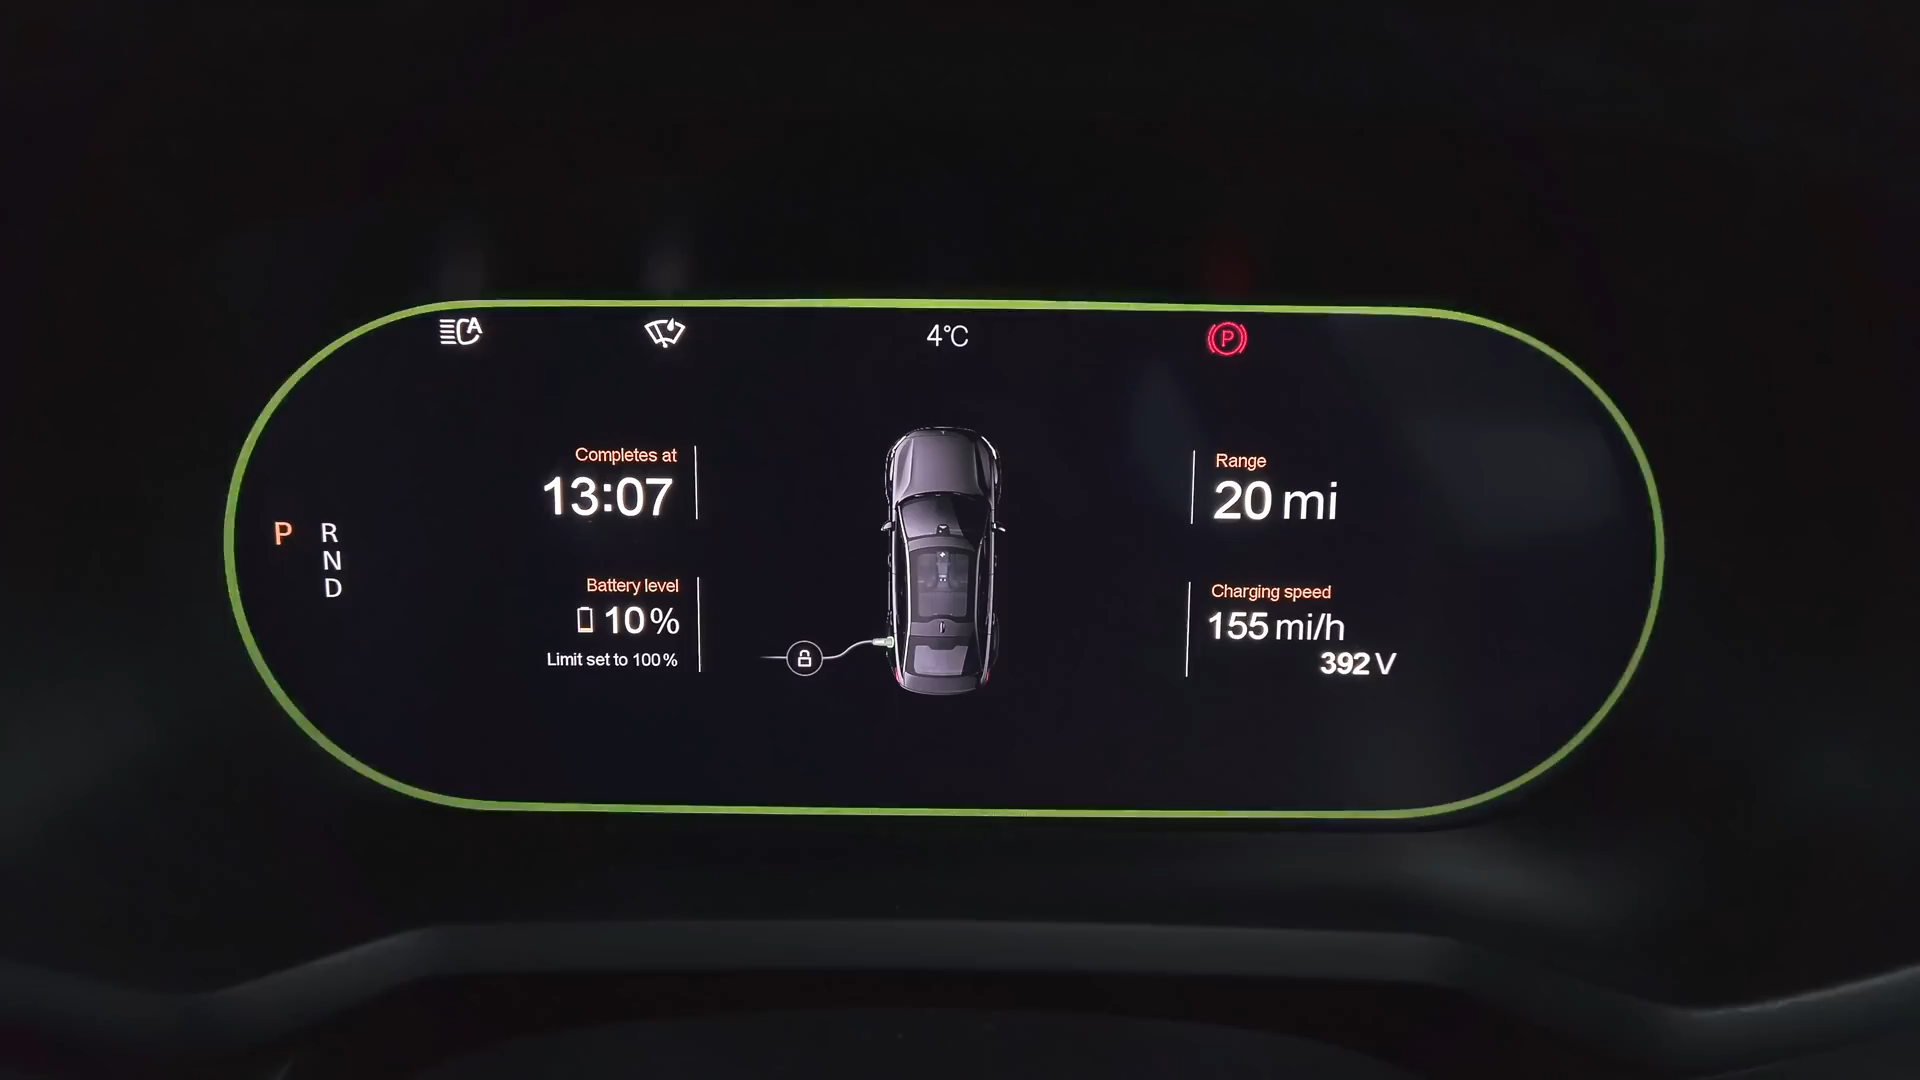 A
4°C
P
Completes at
13:07
Range
20 mi
P R
N
D
Battery level
10%
Limit set to 100%
Charging speed
155 mi/h
392 V